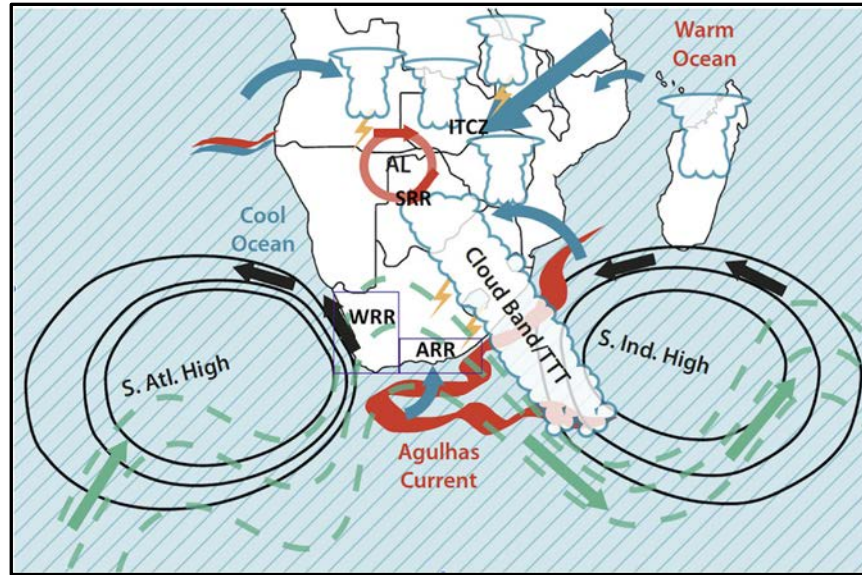 Warm
Ocean
ITCZ
AL
SRR
Cool
Ocean
Cloud Band/TTT
WRR
ARR
S. Atl. High
S. Ind. High
Agulhas
Current